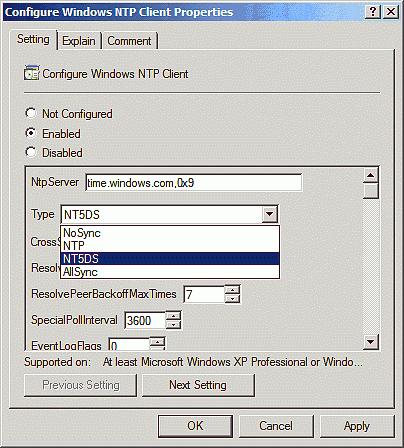 Configure Windows NTP Client Properties
Setting Explain Comment
Configure Windows NTP Client
Not Configured
Enabled
Disabled
NtpServer time.windows.com,0x9
Type NT5DS
NoSync
CrossS
NTP
NT5DS
Resolv
AllSync
ResolvePeerBackoffMaxTimes 7
SpecialPollInterval 3600
EventLogFlags 0
Supported on: At least Microsoft Windows XP Professional or Windo...
Previous Setting Next Setting
OK Cancel Apply